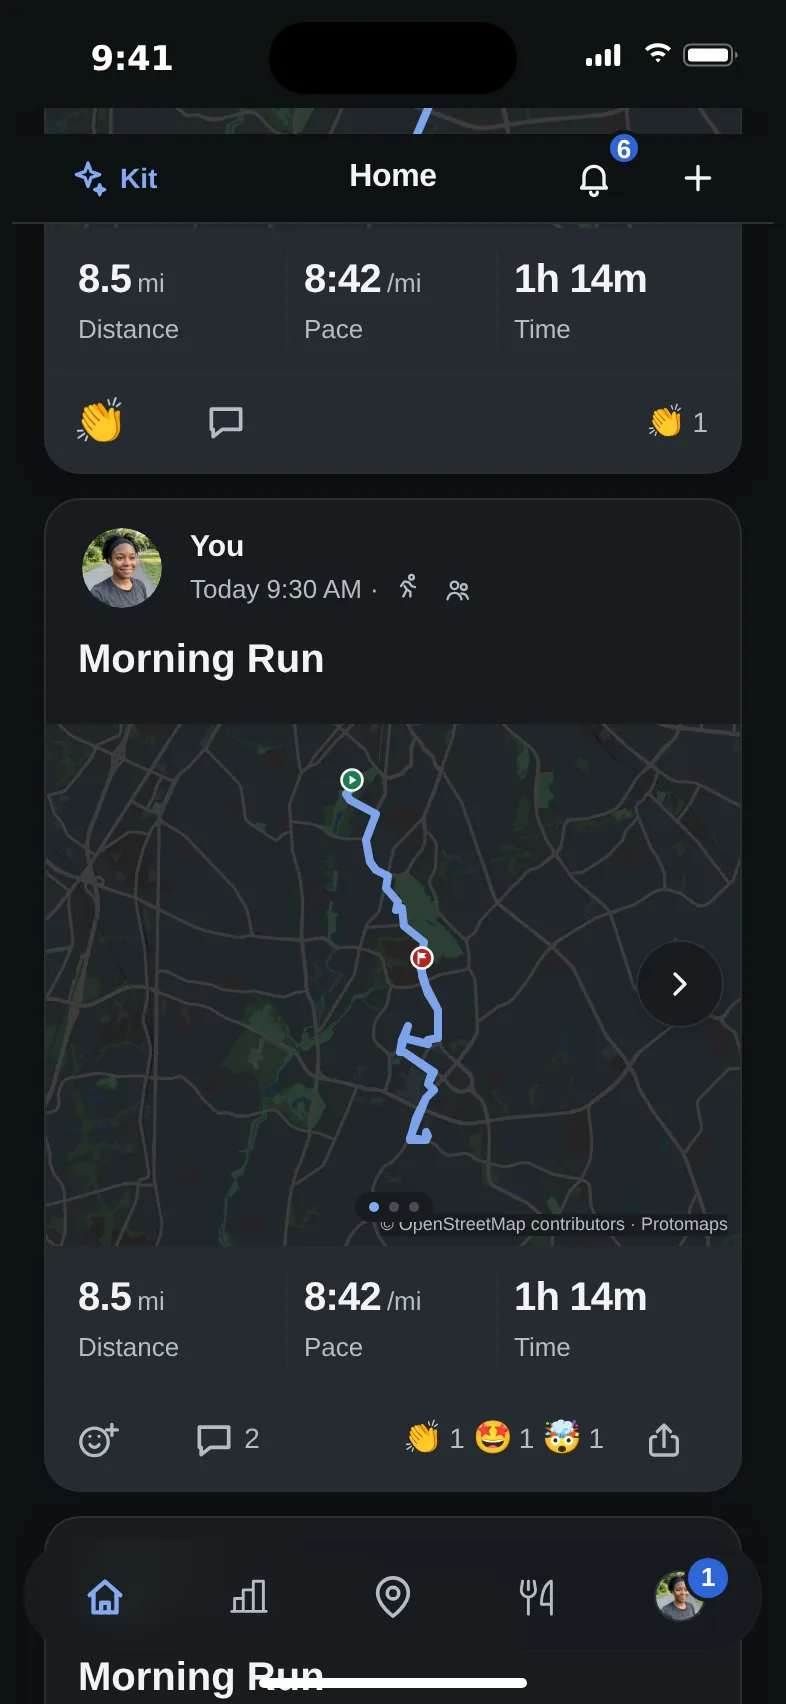 9:41
Kit
Home
6
8.5 mi
8:42 /mi
1h 14m
Distance
Pace
Time
👏 1
You
Today 9:30 AM ·
Morning Run
© OpenStreetMap contributors · Protomaps
8.5 mi
8:42 /mi
1h 14m
Distance
Pace
Time
2
👏 1 🤩 1 🤯 1
1
Morning Run